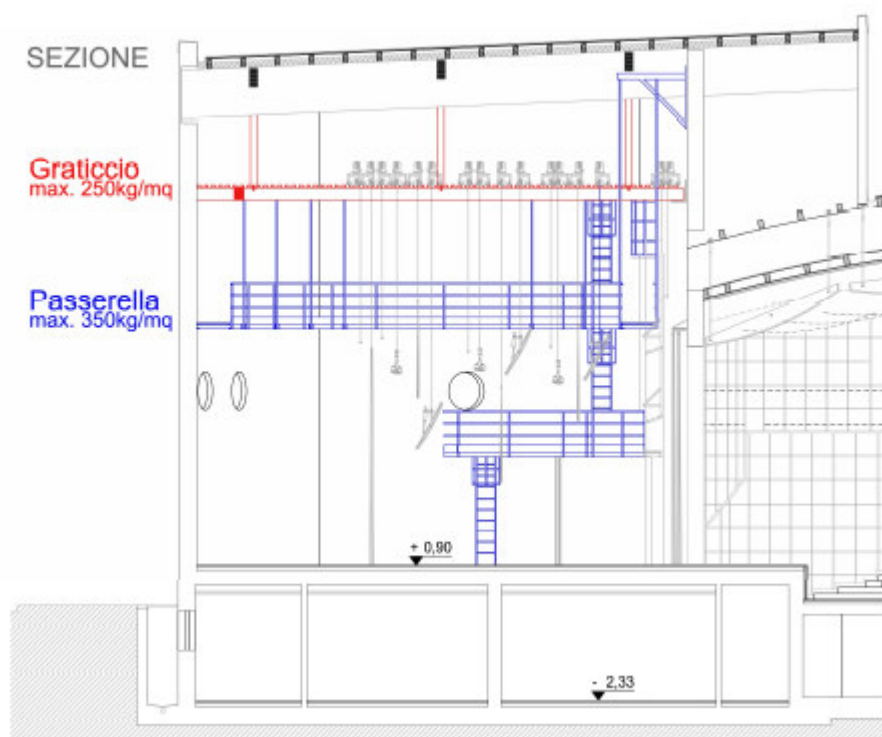 SEZIONE
Graticcio
max. 250kg/mq
Passerella
max. 350kg/mq
+ 0,90
- 2,33